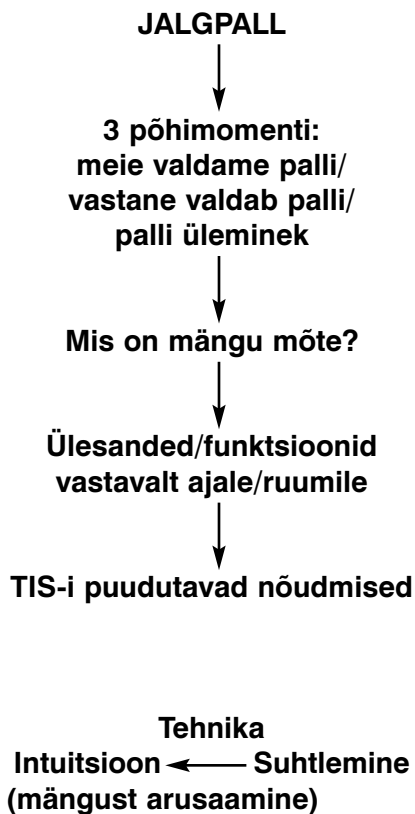 JALGPALL
3 põhimomenti:
meie valdame palli/
vastane valdab palli/
palli üleminek
Mis on mängu mõte?
Ülesanded/funktsioonid
vastavalt ajale/ruumile
TIS-i puudutavad nõudmised
Tehnika
Intuitsioon Suhtlemine
(mängust arusaamine)